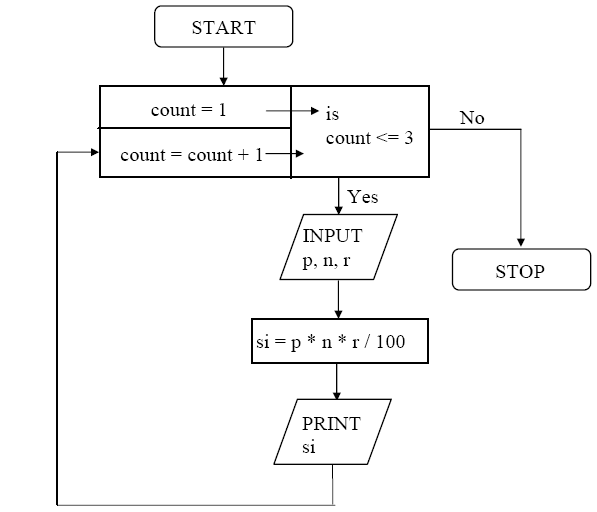 START
count = 1
is
count <= 3
No
count = count + 1
Yes
INPUT
p, n, r
STOP
si = p * n * r / 100
PRINT
si